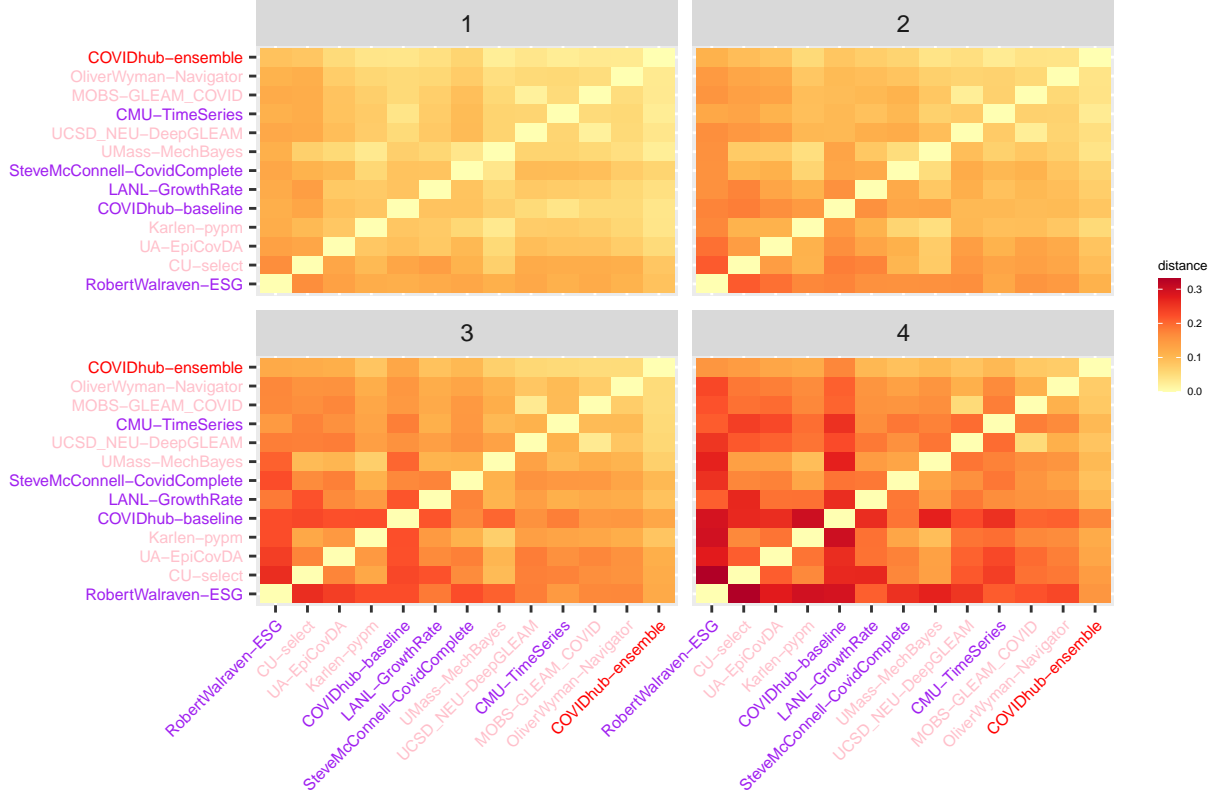 1
2
COVIDhub−ensemble
OliverWyman−Navigator
MOBS−GLEAM_COVID
CMU−TimeSeries
UCSD_NEU−DeepGLEAM
UMass−MechBayes
SteveMcConnell−CovidComplete
LANL−GrowthRate
COVIDhub−baseline
Karlen−pypm
UA−EpiCovDA
CU−select
RobertWalraven−ESG
3
4
COVIDhub−ensemble
OliverWyman−Navigator
MOBS−GLEAM_COVID
CMU−TimeSeries
UCSD_NEU−DeepGLEAM
UMass−MechBayes
SteveMcConnell−CovidComplete
LANL−GrowthRate
COVIDhub−baseline
Karlen−pypm
UA−EpiCovDA
CU−select
RobertWalraven−ESG
RobertWalraven−ESG
CU−select
UA−EpiCovDA
Karlen−pypm
COVIDhub−baseline
LANL−GrowthRate
SteveMcConnell−CovidComplete
UMass−MechBayes
UCSD_NEU−DeepGLEAM
CMU−TimeSeries
MOBS−GLEAM_COVID
OliverWyman−Navigator
COVIDhub−ensemble
RobertWalraven−ESG
CU−select
UA−EpiCovDA
Karlen−pypm
COVIDhub−baseline
LANL−GrowthRate
SteveMcConnell−CovidComplete
UMass−MechBayes
UCSD_NEU−DeepGLEAM
CMU−TimeSeries
MOBS−GLEAM_COVID
OliverWyman−Navigator
COVIDhub−ensemble
distance
0.3
0.2
0.1
0.0